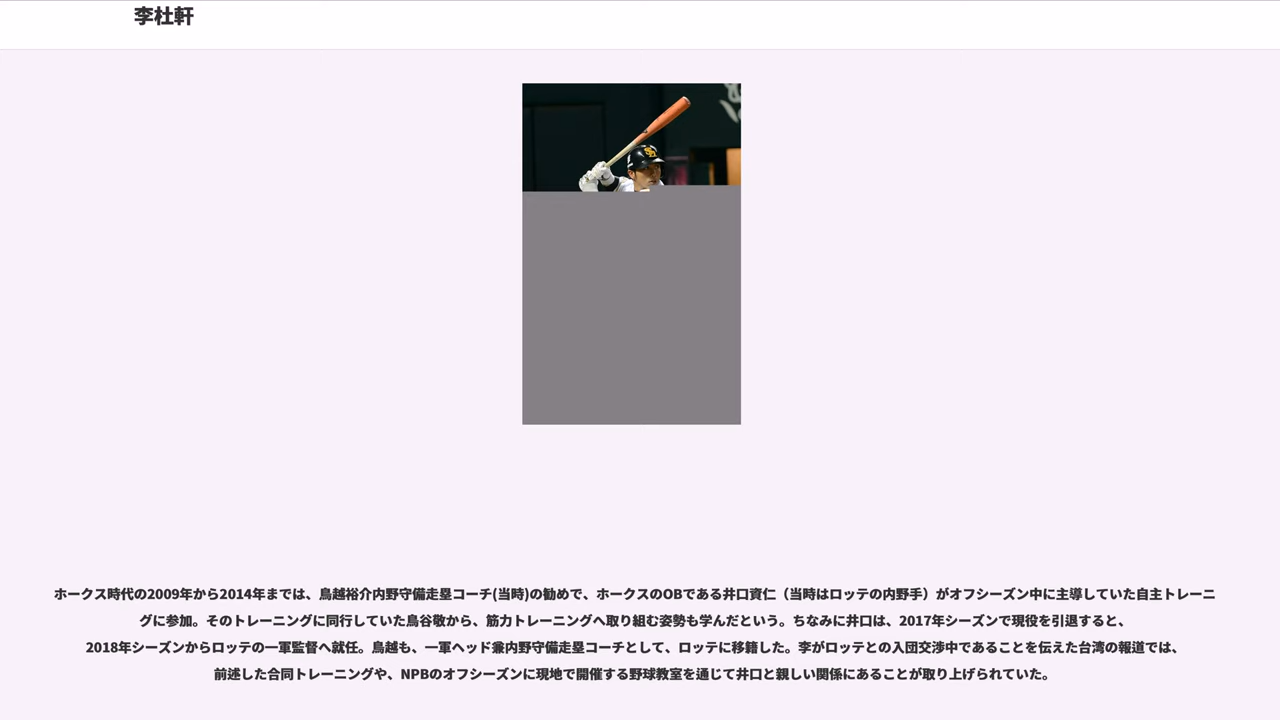 李杜軒
ホークス時代の2009年から2014年までは、鳥越裕介内野守備走塁コーチ(当時)の勧めで、ホークスのOBである井口資仁（当時はロッテの内野手）がオフシーズン中に主導していた自主トレーニ
グに参加。そのトレーニングに同行していた鳥谷敬から、筋力トレーニングへ取り組む姿勢も学んだという。ちなみに井口は、2017年シーズンで現役を引退すると、
2018年シーズンからロッテの一軍監督へ就任。鳥越も、一軍ヘッド兼内野守備走塁コーチとして、ロッテに移籍した。李がロッテとの入団交渉中であることを伝えた台湾の報道では、
前述した合同トレーニングや、NPBのオフシーズンに現地で開催する野球教室を通じて井口と親しい関係にあることが取り上げられていた。